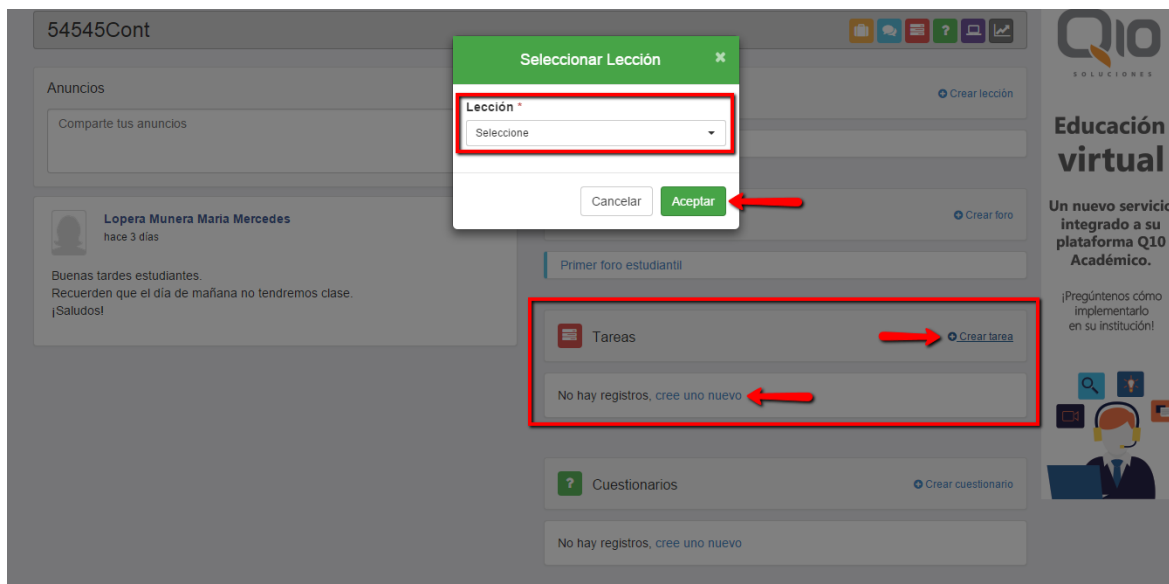 54545Cont
Seleccionar Lección
Lección *
Seleccione
Cancelar
Aceptar
Anuncios
Comparte tus anuncios
Lopera Munera Maria Mercedes
hace 3 días
Buenas tardes estudiantes.
Recuerden que el día de mañana no tendremos clase.
¡Saludos!
Crear lección
Crear foro
Primer foro estudiantil
Tareas
Crear tarea
No hay registros, cree uno nuevo
Cuestionarios
Crear cuestionario
No hay registros, cree uno nuevo
Q10
SOLUCIONES
Educación
virtual
Un nuevo servicio
integrado a su
plataforma Q10
Académico.
¡Pregúntenos cómo
implementarlo
en su institución!